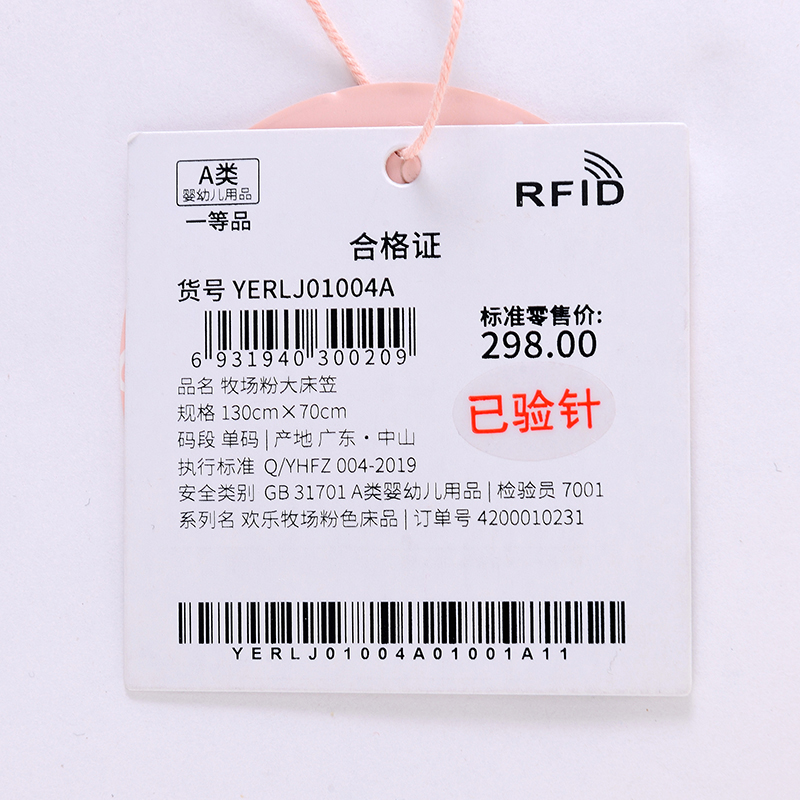 A类
婴幼儿用品
一等品
RFID
合格证
货号 YERLJ01004A
6 931940 300209
标准零售价:
298.00
品名 牧场粉大床笠
规格 130cm×70cm
码段 单码 | 产地 广东·中山
执行标准 Q/YHFZ 004-2019
安全类别 GB 31701 A类婴幼儿用品 | 检验员 7001
系列名 欢乐牧场粉色床品 | 订单号 4200010231
已验针
YERLJ01004A01001A11